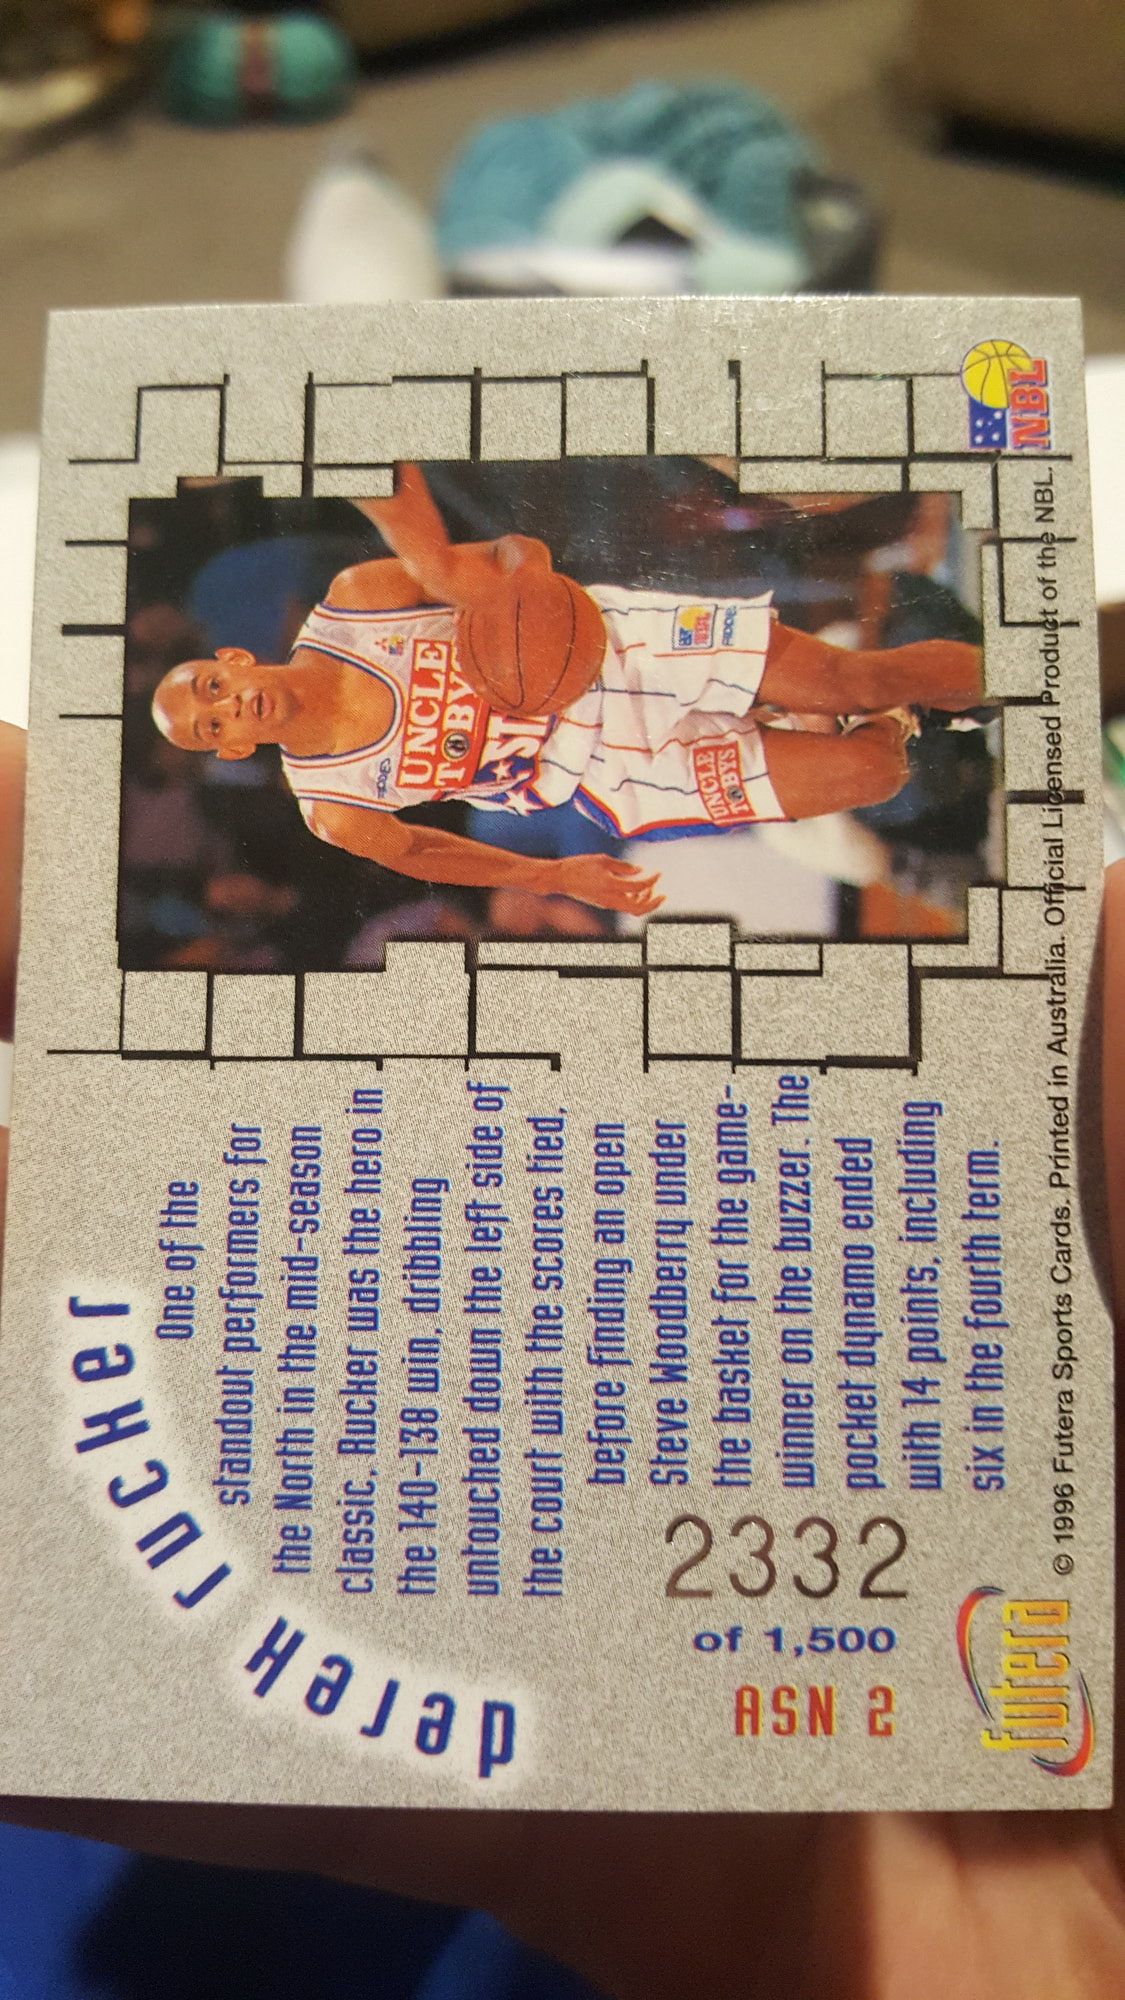 derek rucker
One of the
standout performers for
the North in the mid-season
classic, Rucker was the hero in
the 140-138 win, dribbling
untouched down the left side of
the court with the scores tied,
before finding an open
Steve Woodberry under
the basket for the game-
winner on the buzzer. The
pocket dynamo ended
with 14 points, including
six in the fourth term.
2332
of 1,500
ASN 2
futera
© 1996 Futera Sports Cards. Printed in Australia. Official Licensed Product of the NBL.
NBL
UNCLE
TOBYS
UNCLE
TOBYS
NBL